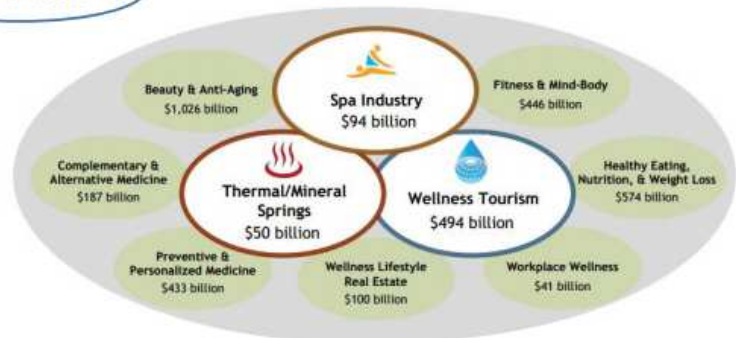 Beauty & Anti-Aging
$1,026 billion
Spa Industry
$94 billion
Fitness & Mind-Body
$446 billion
Complementary &
Alternative Medicine
$187 billion
Thermal/Mineral
Springs
$50 billion
Wellness Tourism
$494 billion
Healthy Eating,
Nutrition, & Weight Loss
$574 billion
Preventive &
Personalized Medicine
$433 billion
Wellness Lifestyle
Real Estate
$100 billion
Workplace Wellness
$41 billion